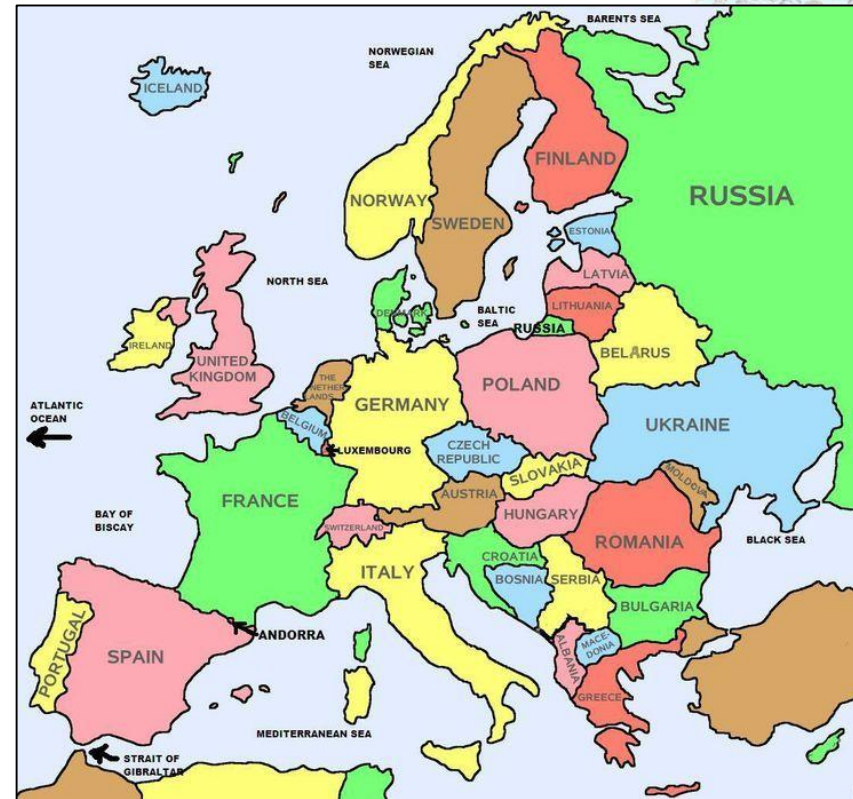 BARENTS SEA
NORWEGIAN
SEA
ICELAND
FINLAND
RUSSIA
NORWAY
SWEDEN
ESTONIA
NORTH SEA
LATVIA
LITHUANIA
BALTIC
SEA
DENMARK
RUSSIA
IRELAND
UNITED
KINGDOM
BELARUS
THE
NETHER
LANDS
POLAND
GERMANY
ATLANTIC
OCEAN
BELGIUM
UKRAINE
LUXEMBOURG
CZECH
REPUBLIC
SLOVAKIA
MOLDOVA
FRANCE
AUSTRIA
BAY OF
BISCAY
SWITZERLAND
HUNGARY
ROMANIA
BLACK SEA
CROATIA
ITALY
BOSNIA
SERBIA
BULGARIA
ANDORRA
PORTUGAL
SPAIN
ALBANIA
MACE-
DONIA
GREECE
MEDITERRANEAN SEA
STRAIT OF
GIBRALTAR